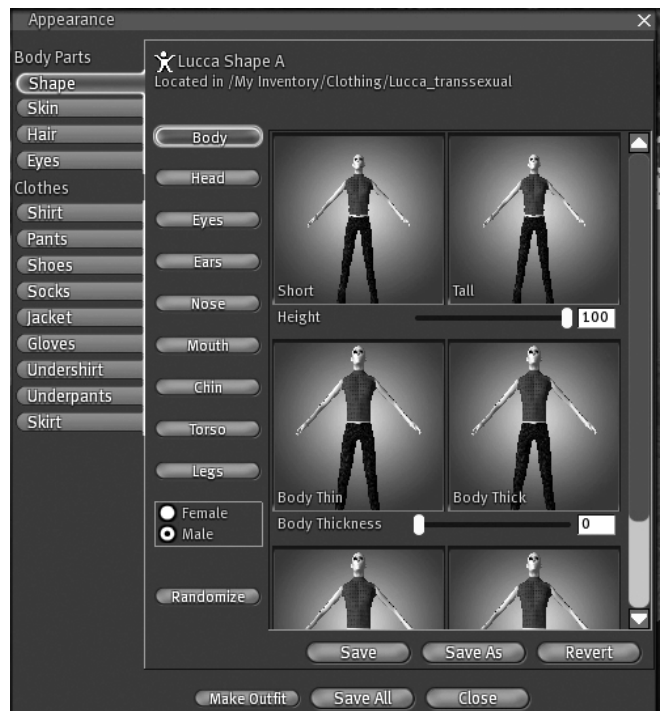 Appearance
Body Parts
Shape
Skin
Hair
Eyes
Clothes
Shirt
Pants
Shoes
Socks
Jacket
Gloves
Undershirt
Underpants
Skirt
Lucca Shape A
Located in /My Inventory/Clothing/Lucca_transsexual
Body
Head
Eyes
Ears
Nose
Mouth
Chin
Torso
Legs
Female
Male
Randomize
Short Tall
Height 100
Body Thin Body Thick
Body Thickness 0
Save Save As Revert
Make Outfit Save All Close